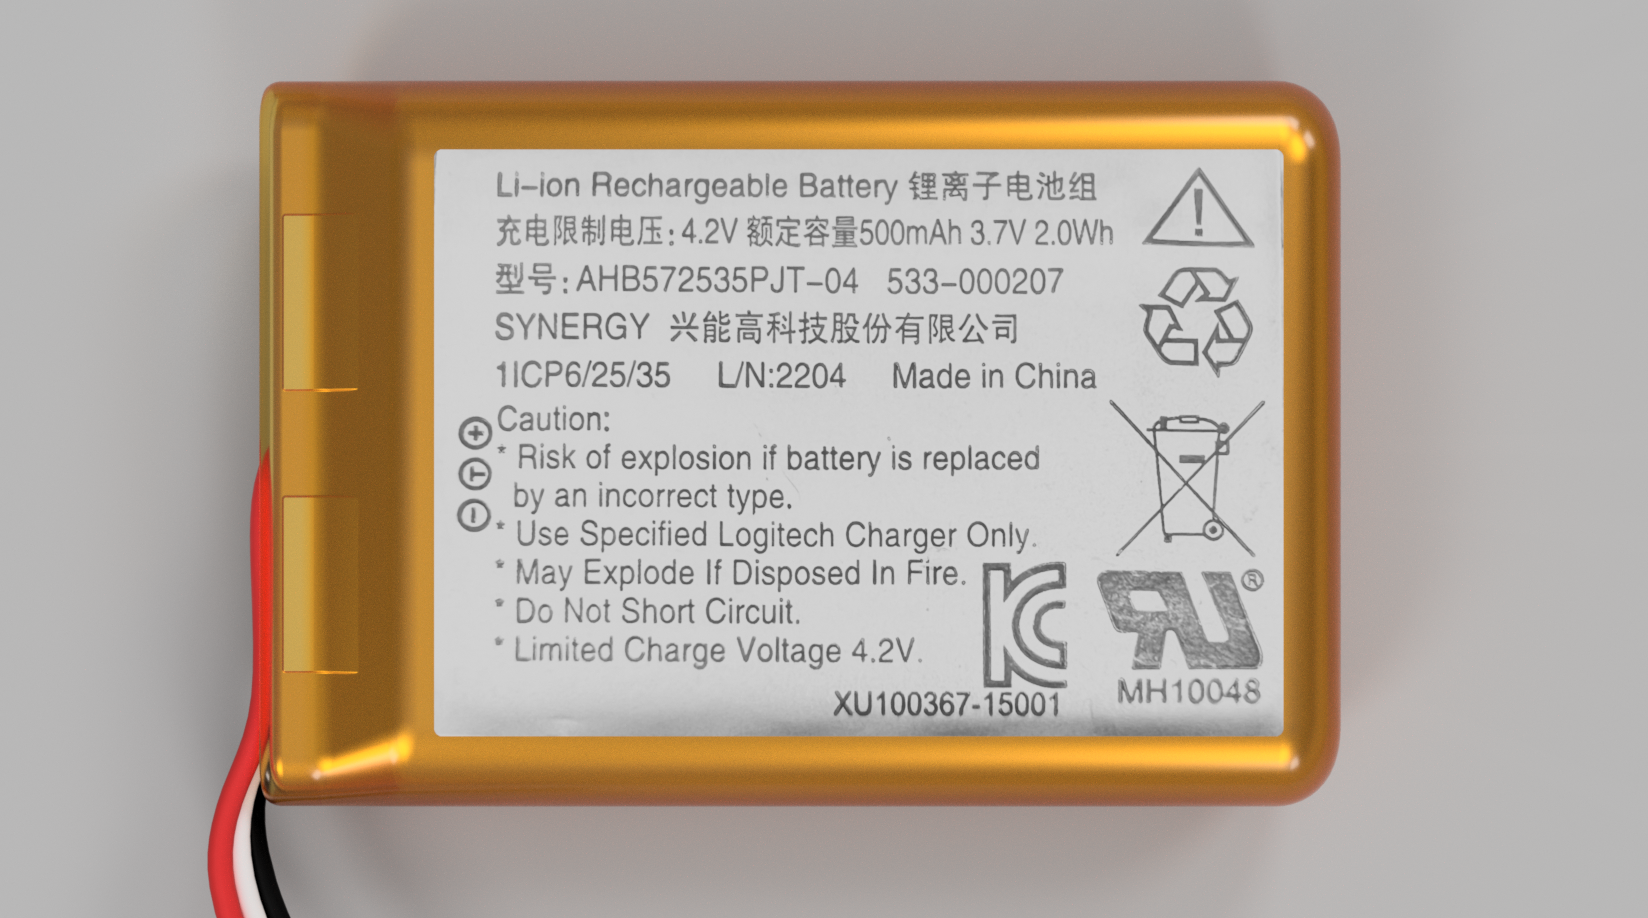 Li-ion Rechargeable Battery 锂离子电池组
充电限制电压: 4.2V 额定容量500mAh 3.7V 2.0Wh
型号: AHB572535PJT-04 533-000207
SYNERGY 兴能高科技股份有限公司
1ICP6/25/35 L/N:2204 Made in China
Caution:
* Risk of explosion if battery is replaced
by an incorrect type.
* Use Specified Logitech Charger Only.
* May Explode If Disposed In Fire.
* Do Not Short Circuit.
* Limited Charge Voltage 4.2V.
+
T
-
KC
XU100367-15001
RU®
MH10048